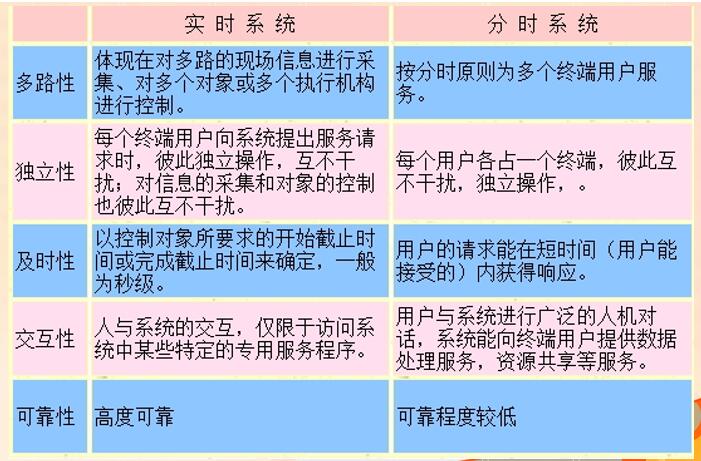 实时系统
分时系统
多路性
体现在对多路的现场信息进行采
集、对多个对象或多个执行机构
进行控制。
按分时原则为多个终端用户服
务。
独立性
每个终端用户向系统提出服务请
求时，彼此独立操作，互不干
扰；对信息的采集和对象的控制
也彼此互不干扰。
每个用户各占一个终端，彼此互
不干扰，独立操作，。
及时性
以控制对象所要求的开始截止时
间或完成截止时间来确定，一般
为秒级。
用户的请求能在短时间（用户能
接受的）内获得响应。
交互性
人与系统的交互，仅限于访问系
统中某些特定的专用服务程序。
用户与系统进行广泛的人机对
话，系统能向终端用户提供数据
处理服务，资源共享等服务。
可靠性
高度可靠
可靠程度较低